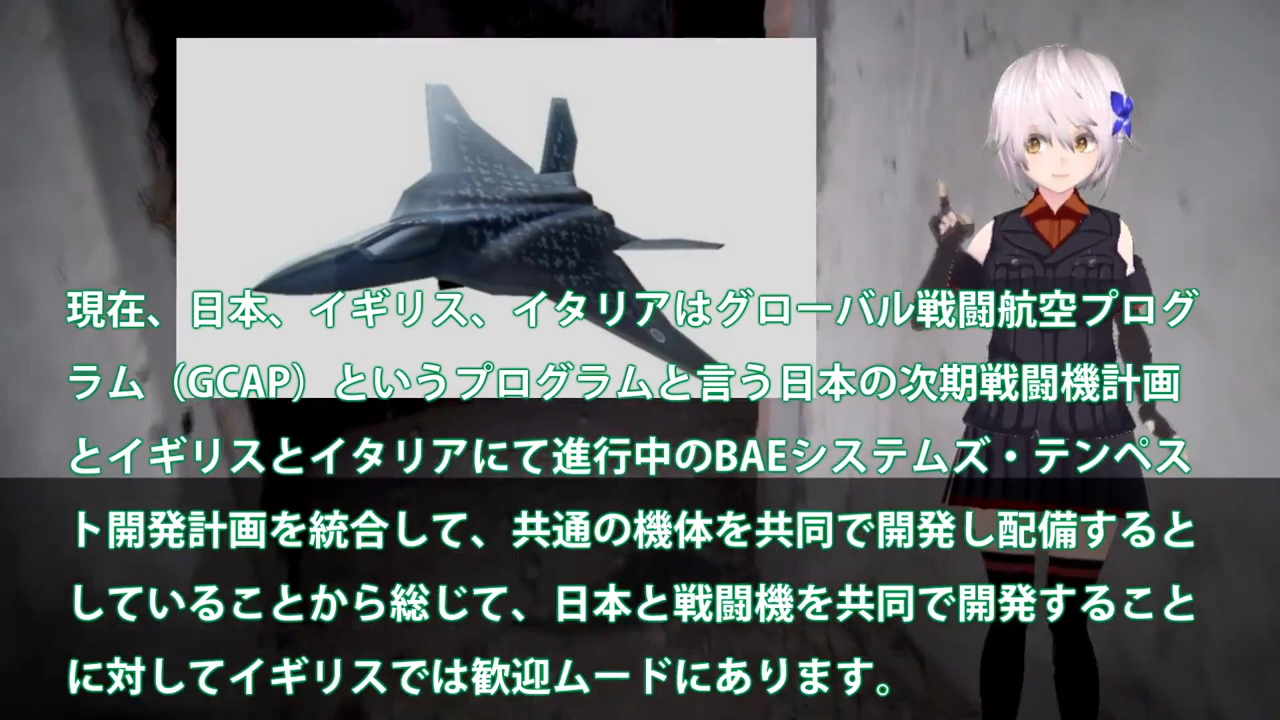 現在、日本、イギリス、イタリアはグローバル戦闘航空プログ
ラム（GCAP）というプログラムと言う日本の次期戦闘機計画
とイギリスとイタリアにて進行中のBAEシステムズ・テンペス
ト開発計画を統合して、共通の機体を共同で開発し配備すると
していることから総じて、日本と戦闘機を共同で開発すること
に対してイギリスでは歓迎ムードにあります。